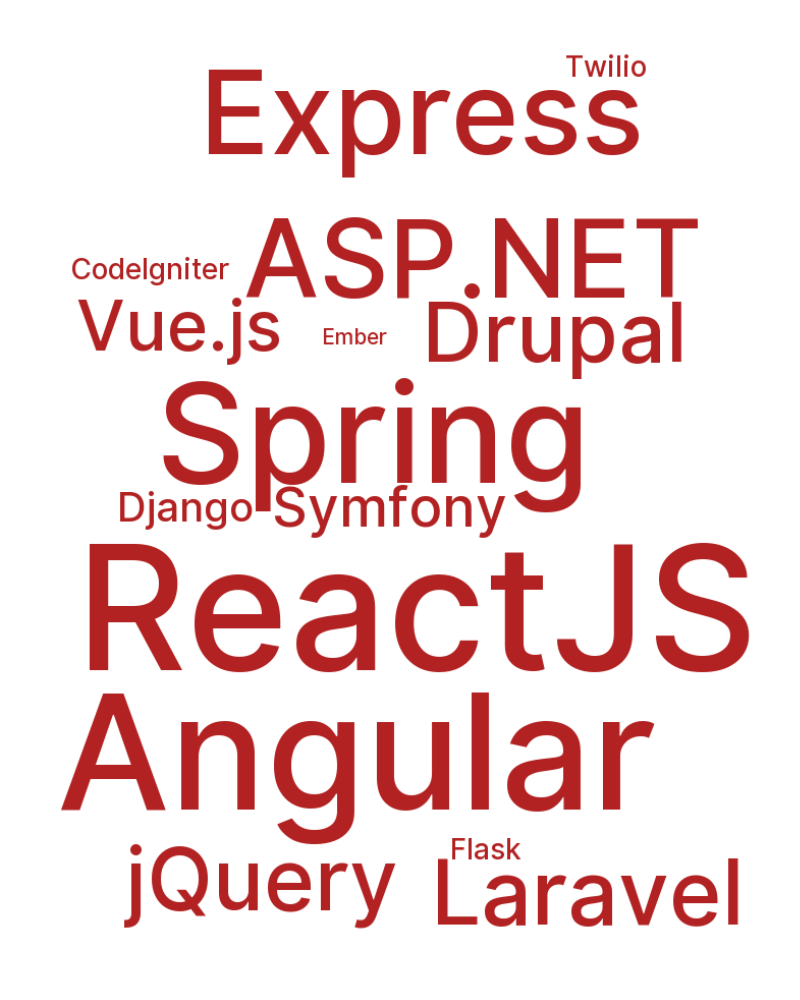 Twilio
Express
ASP.NET
CodeIgniter
Vue.js
Ember
Drupal
Spring
Django
Symfony
ReactJS
Angular
jQuery
Flask
Laravel